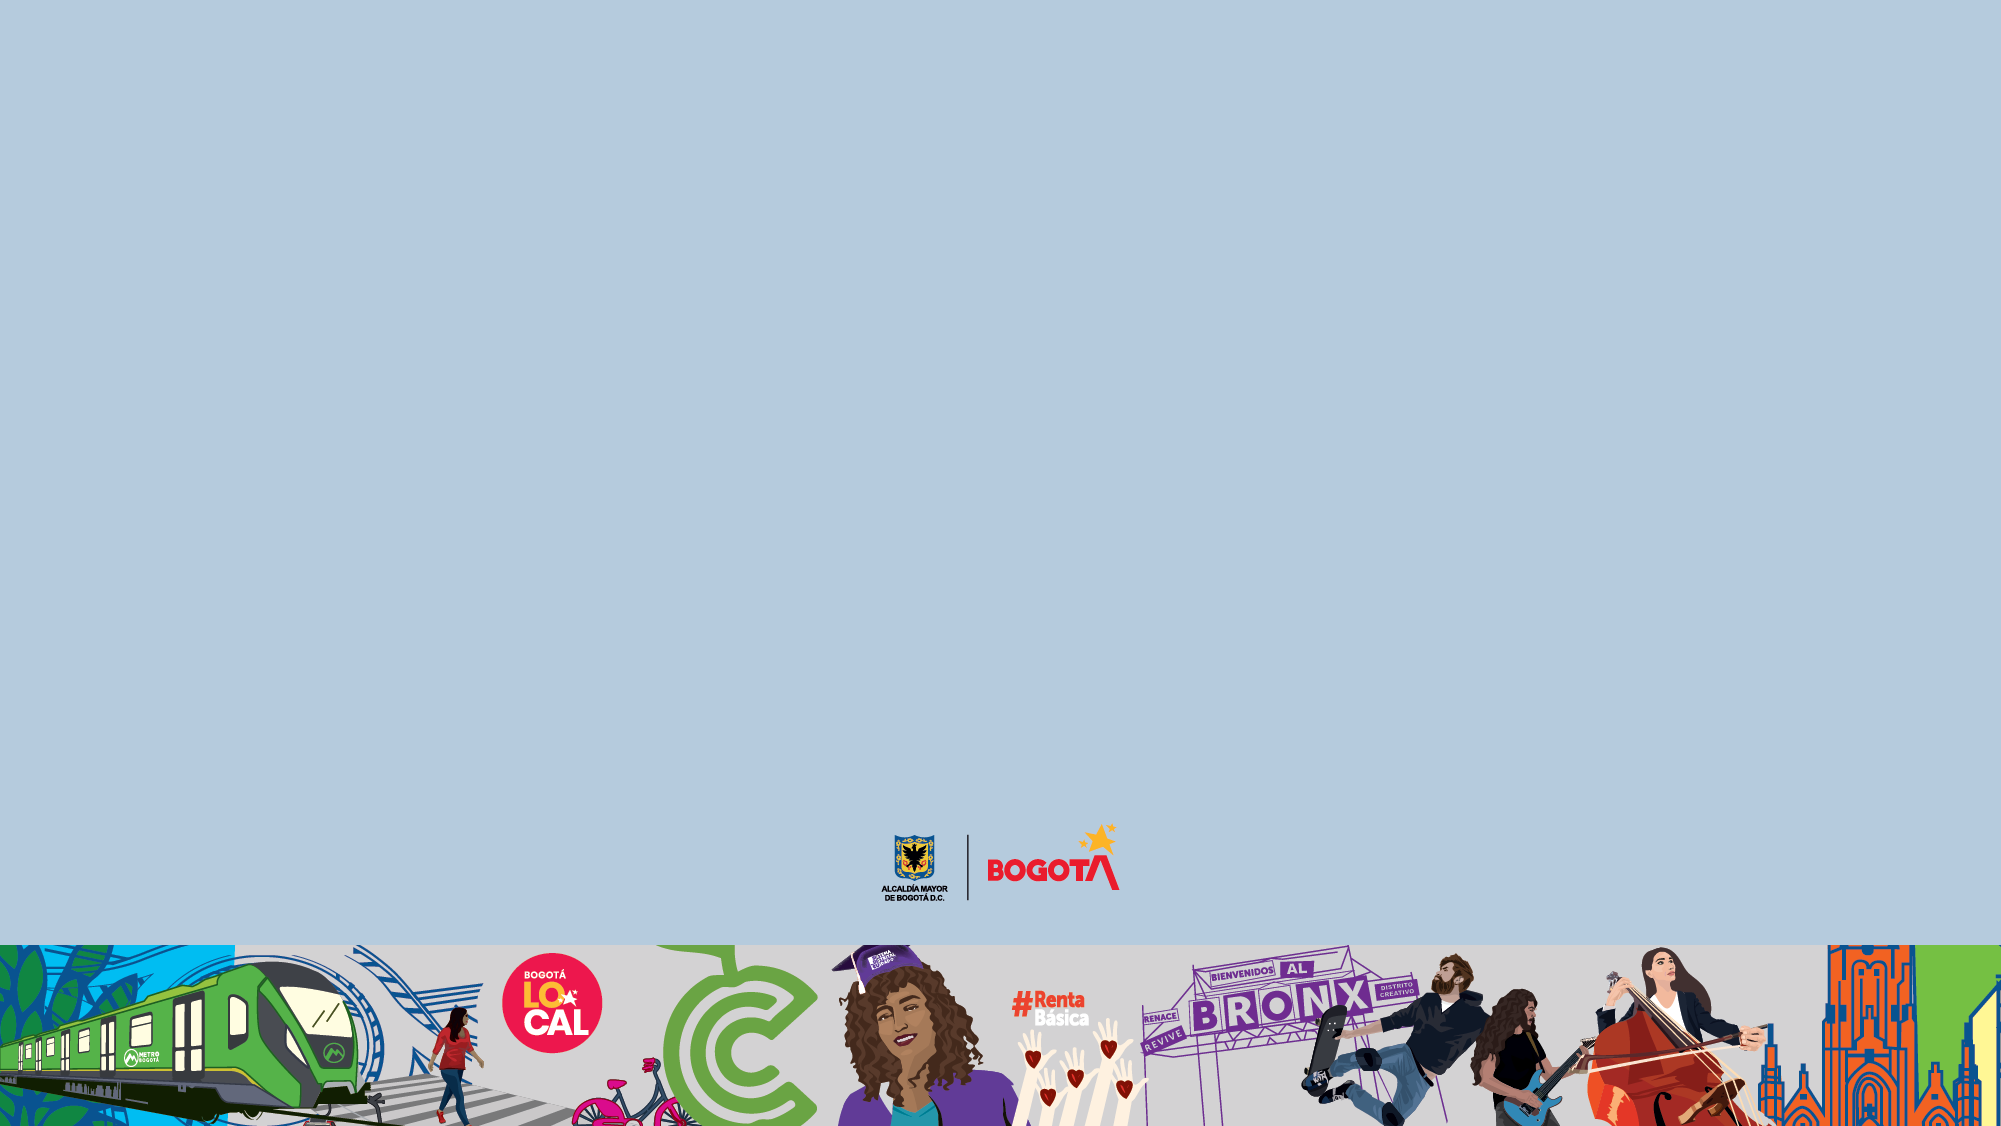 ALCALDÍA MAYOR
DE BOGOTÁ D.C.
BOGOTÁ
METRO
BOGOTÁ
BOGOTÁ
LO
CAL
#Renta
Básica
BIENVENIDOS AL
BRONX
DISTRITO
CREATIVO
RENACE
REVIVE